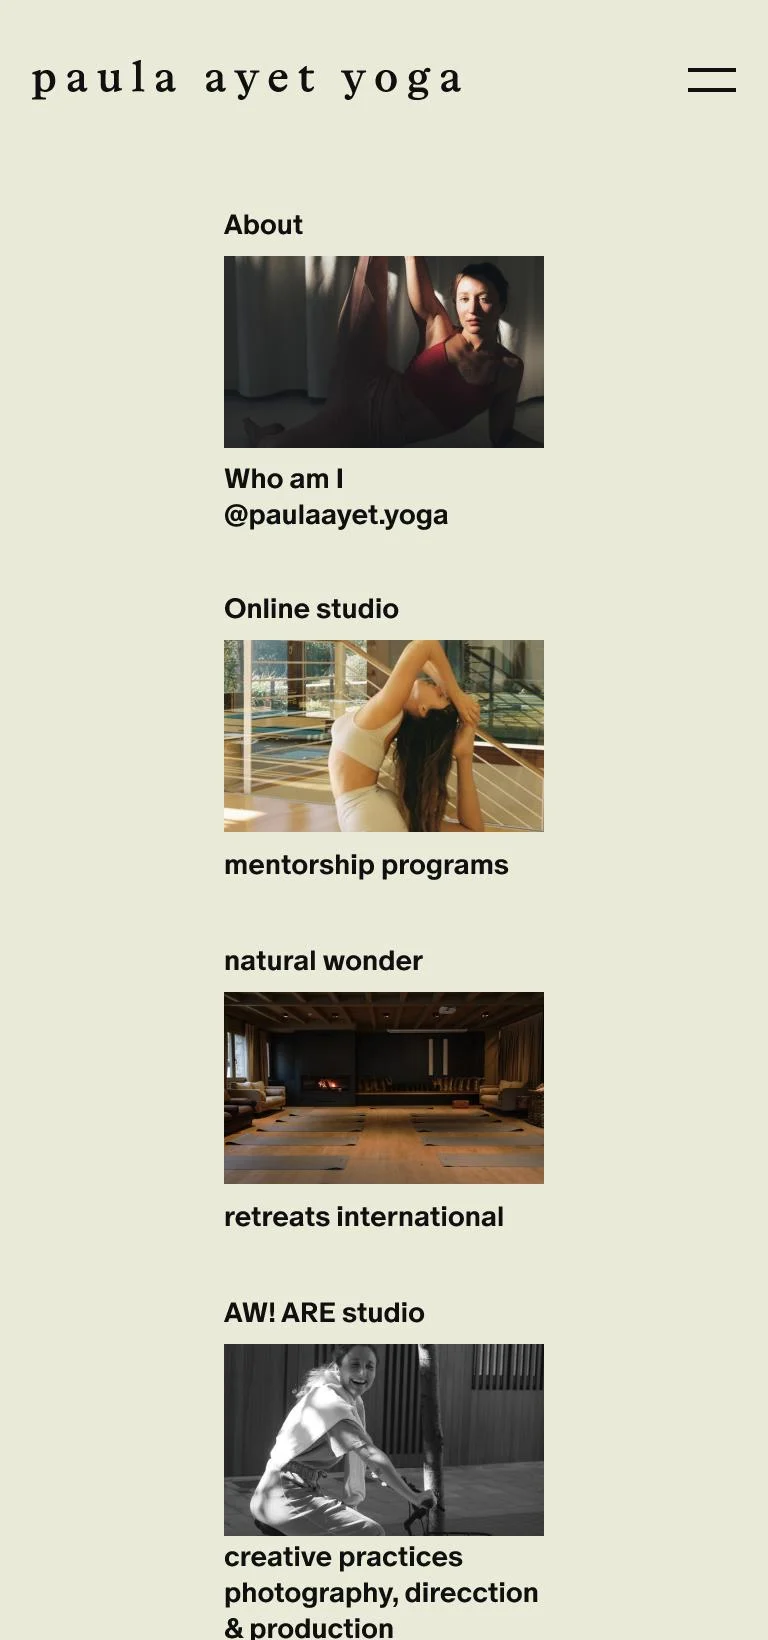 paula ayet yoga
About
Who am I
@paulaayet.yoga
Online studio
mentorship programs
natural wonder
retreats international
AW! ARE studio
creative practices
photography, direcction
& production